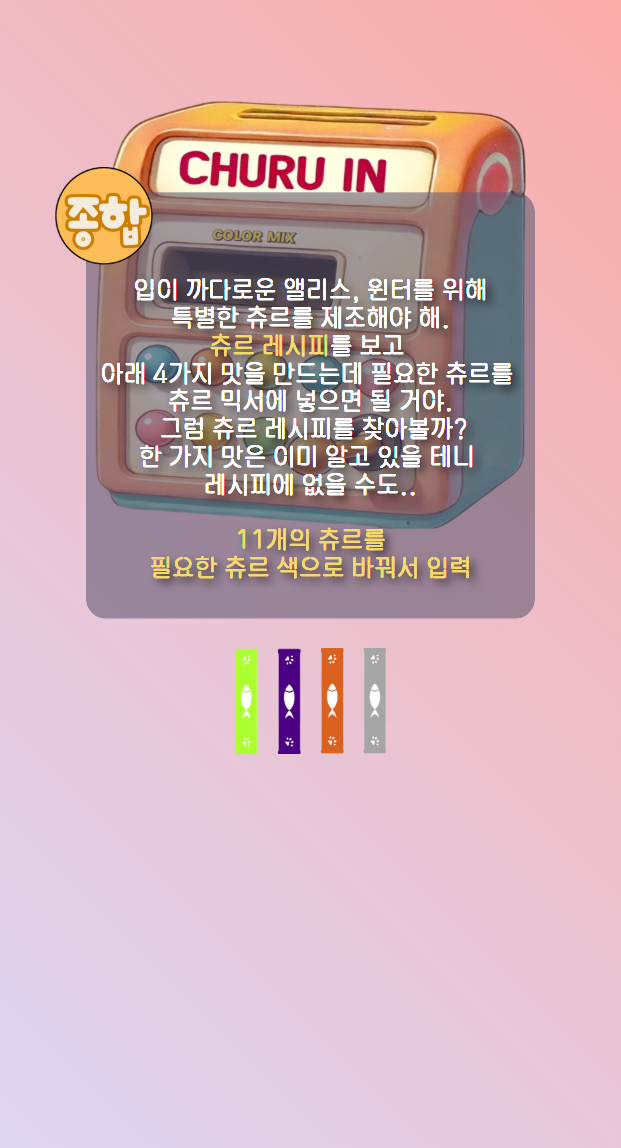 CHURU IN
종합
COLOR MIX
입이 까다로운 앨리스, 윈터를 위해
특별한 츄르를 제조해야 해.
츄르 레시피를 보고
아래 4가지 맛을 만드는데 필요한 츄르를
츄르 믹서에 넣으면 될 거야.
그럼 츄르 레시피를 찾아볼까?
한 가지 맛은 이미 알고 있을 테니
레시피에 없을 수도..
11개의 츄르를
필요한 츄르 색으로 바꿔서 입력